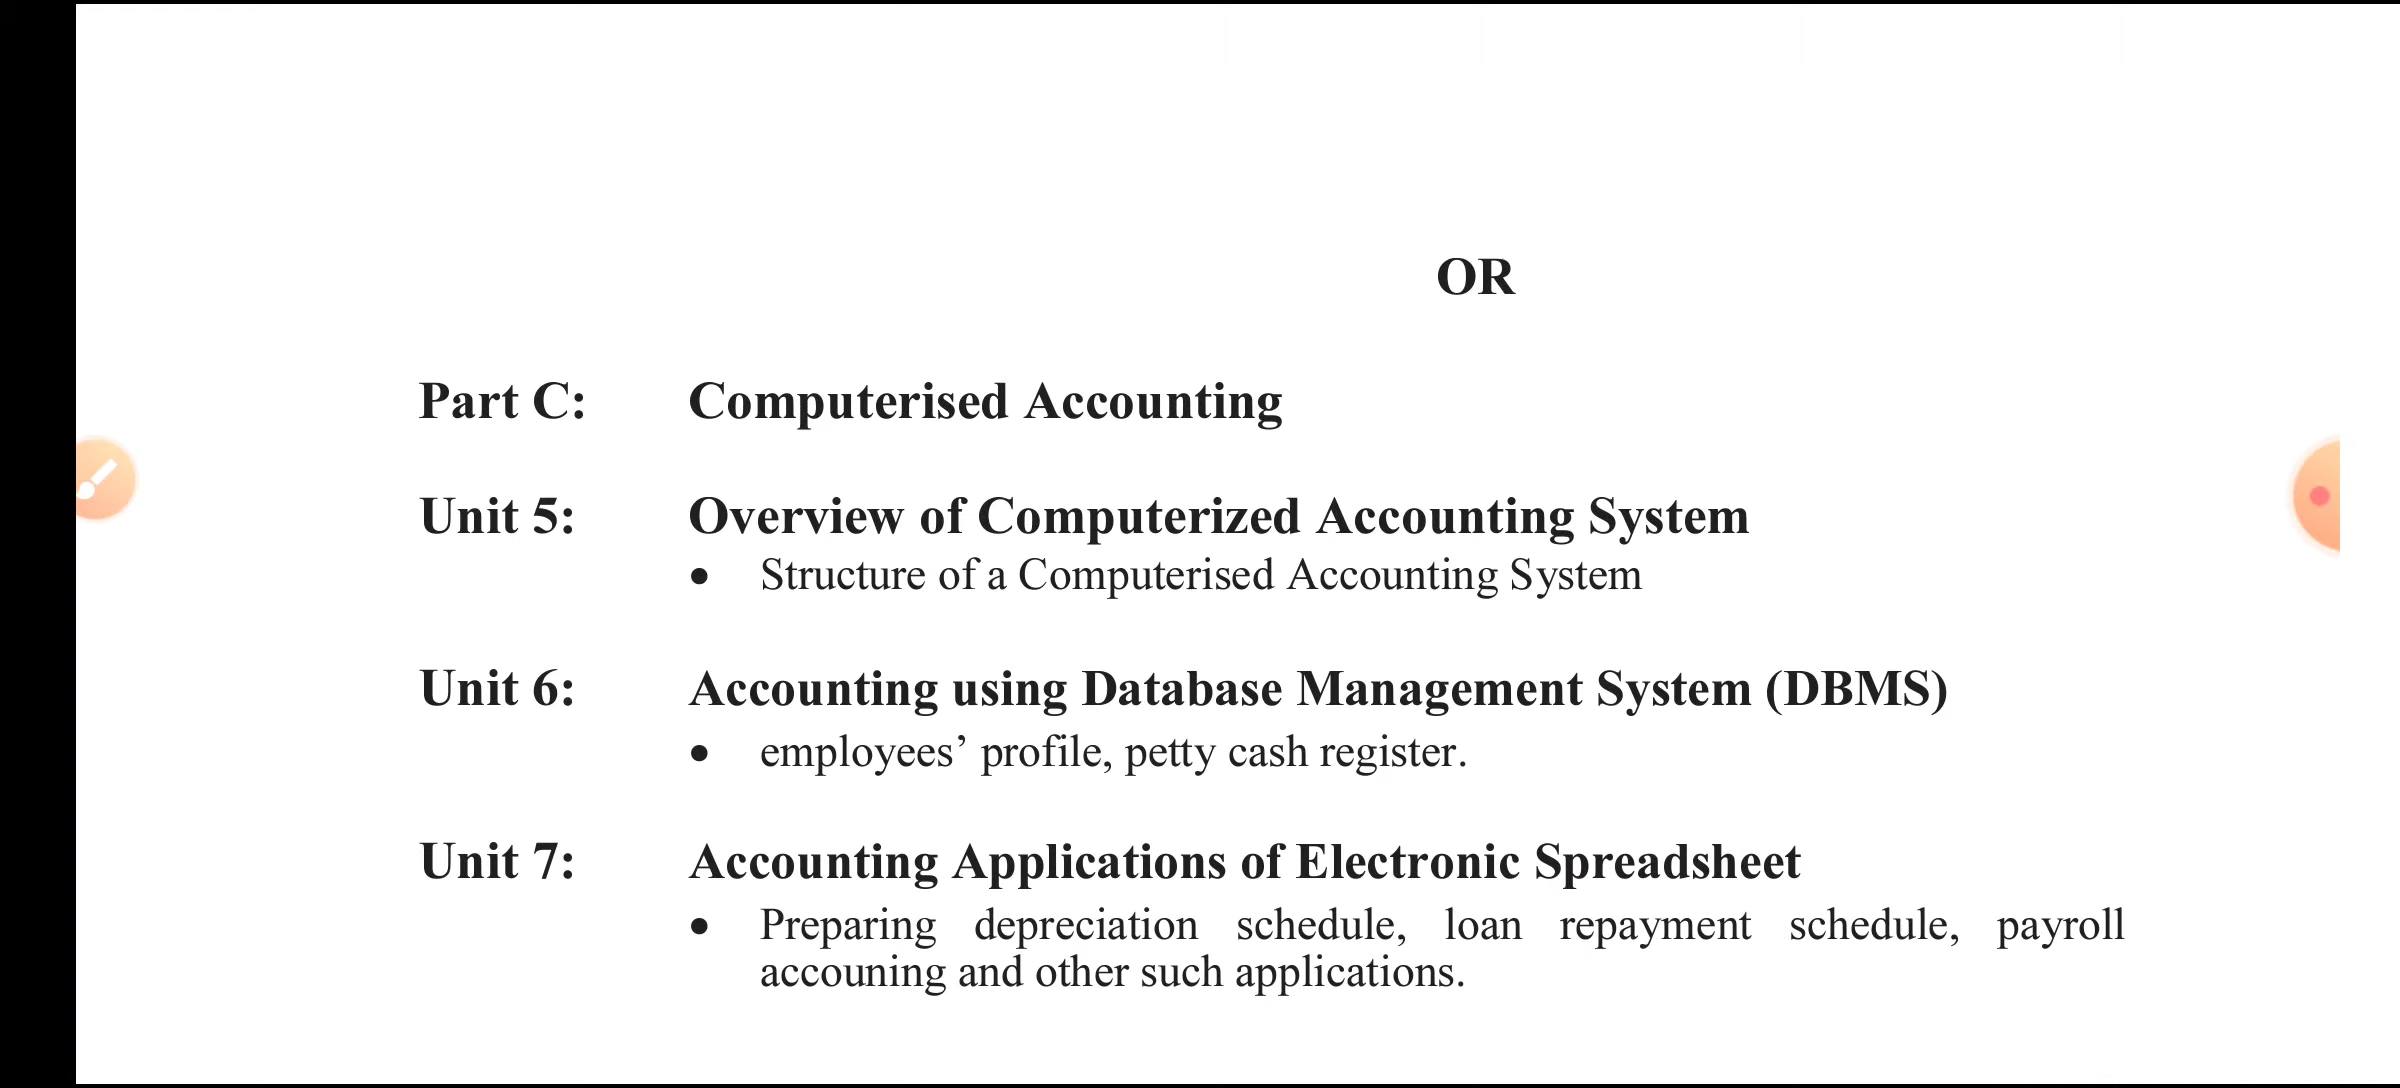 OR
Part C: Computerised Accounting
Unit 5: Overview of Computerized Accounting System
• Structure of a Computerised Accounting System
Unit 6: Accounting using Database Management System (DBMS)
• employees’ profile, petty cash register.
Unit 7: Accounting Applications of Electronic Spreadsheet
• Preparing depreciation schedule, loan repayment schedule, payroll
accouning and other such applications.